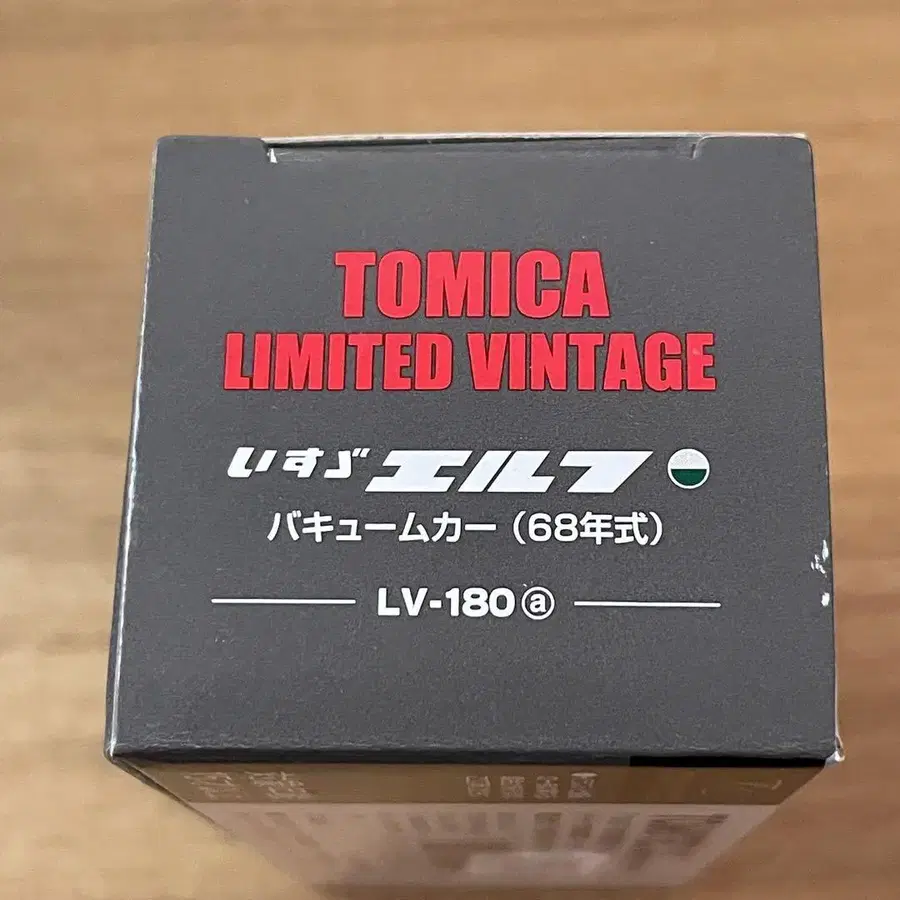 TOMICA
LIMITED VINTAGE
いすゞ エルフ
バキュームカー（68年式）
LV-180 ⓐ